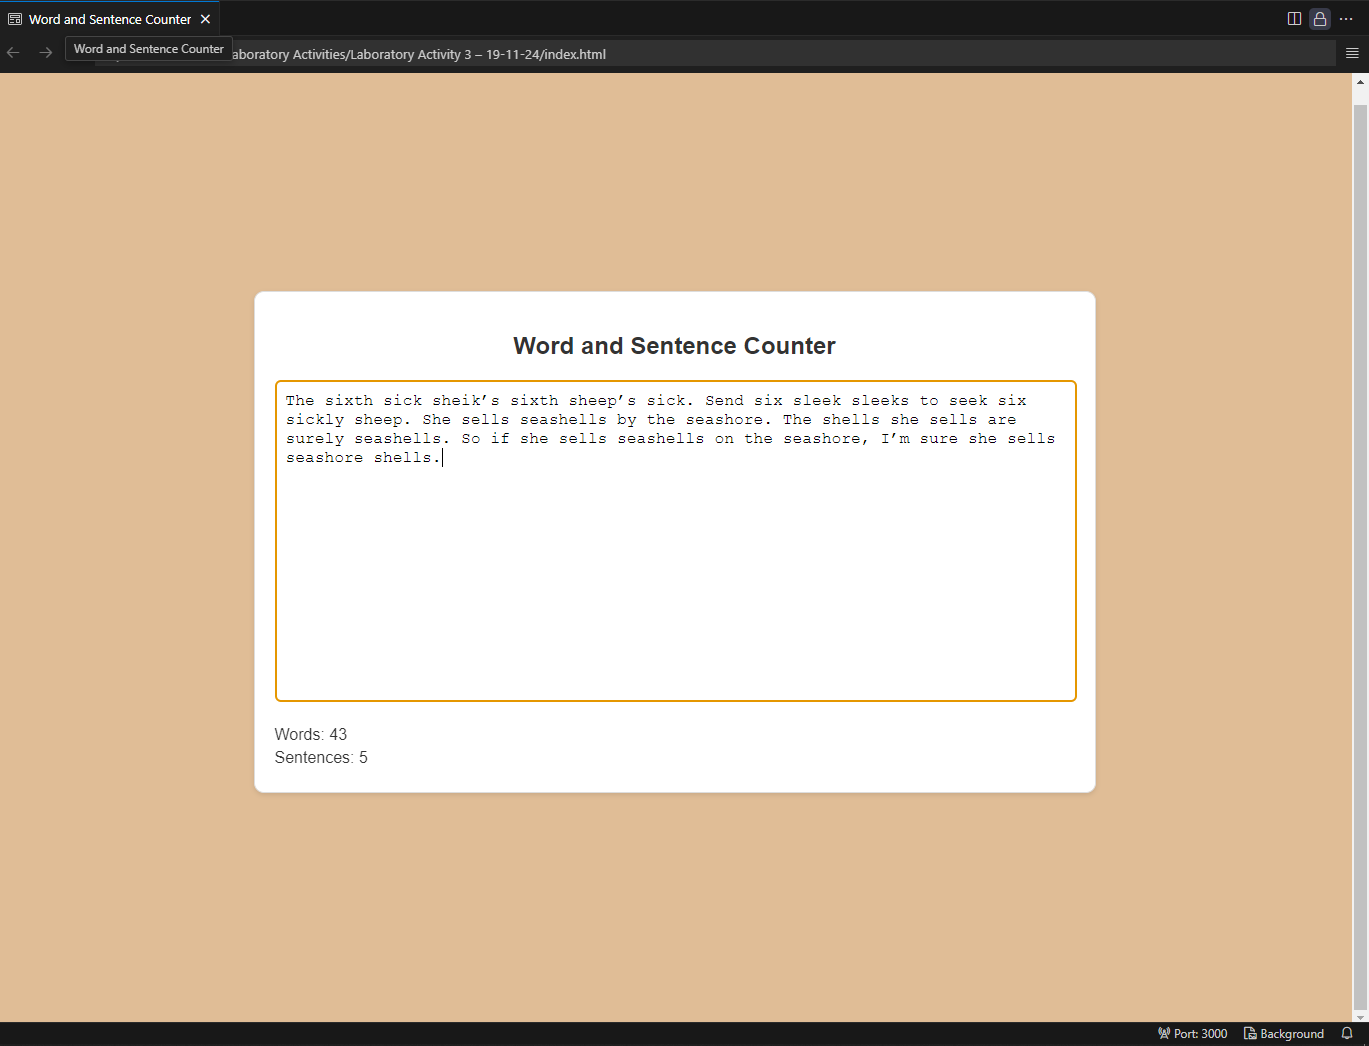 Word and Sentence Counter
Word and Sentence Counter
aboratory Activities/Laboratory Activity 3 – 19-11-24/index.html
Word and Sentence Counter
The sixth sick sheik’s sixth sheep’s sick. Send six sleek sleeks to seek six
sickly sheep. She sells seashells by the seashore. The shells she sells are
surely seashells. So if she sells seashells on the seashore, I’m sure she sells
seashore shells.
Words: 43
Sentences: 5
Port: 3000 Background